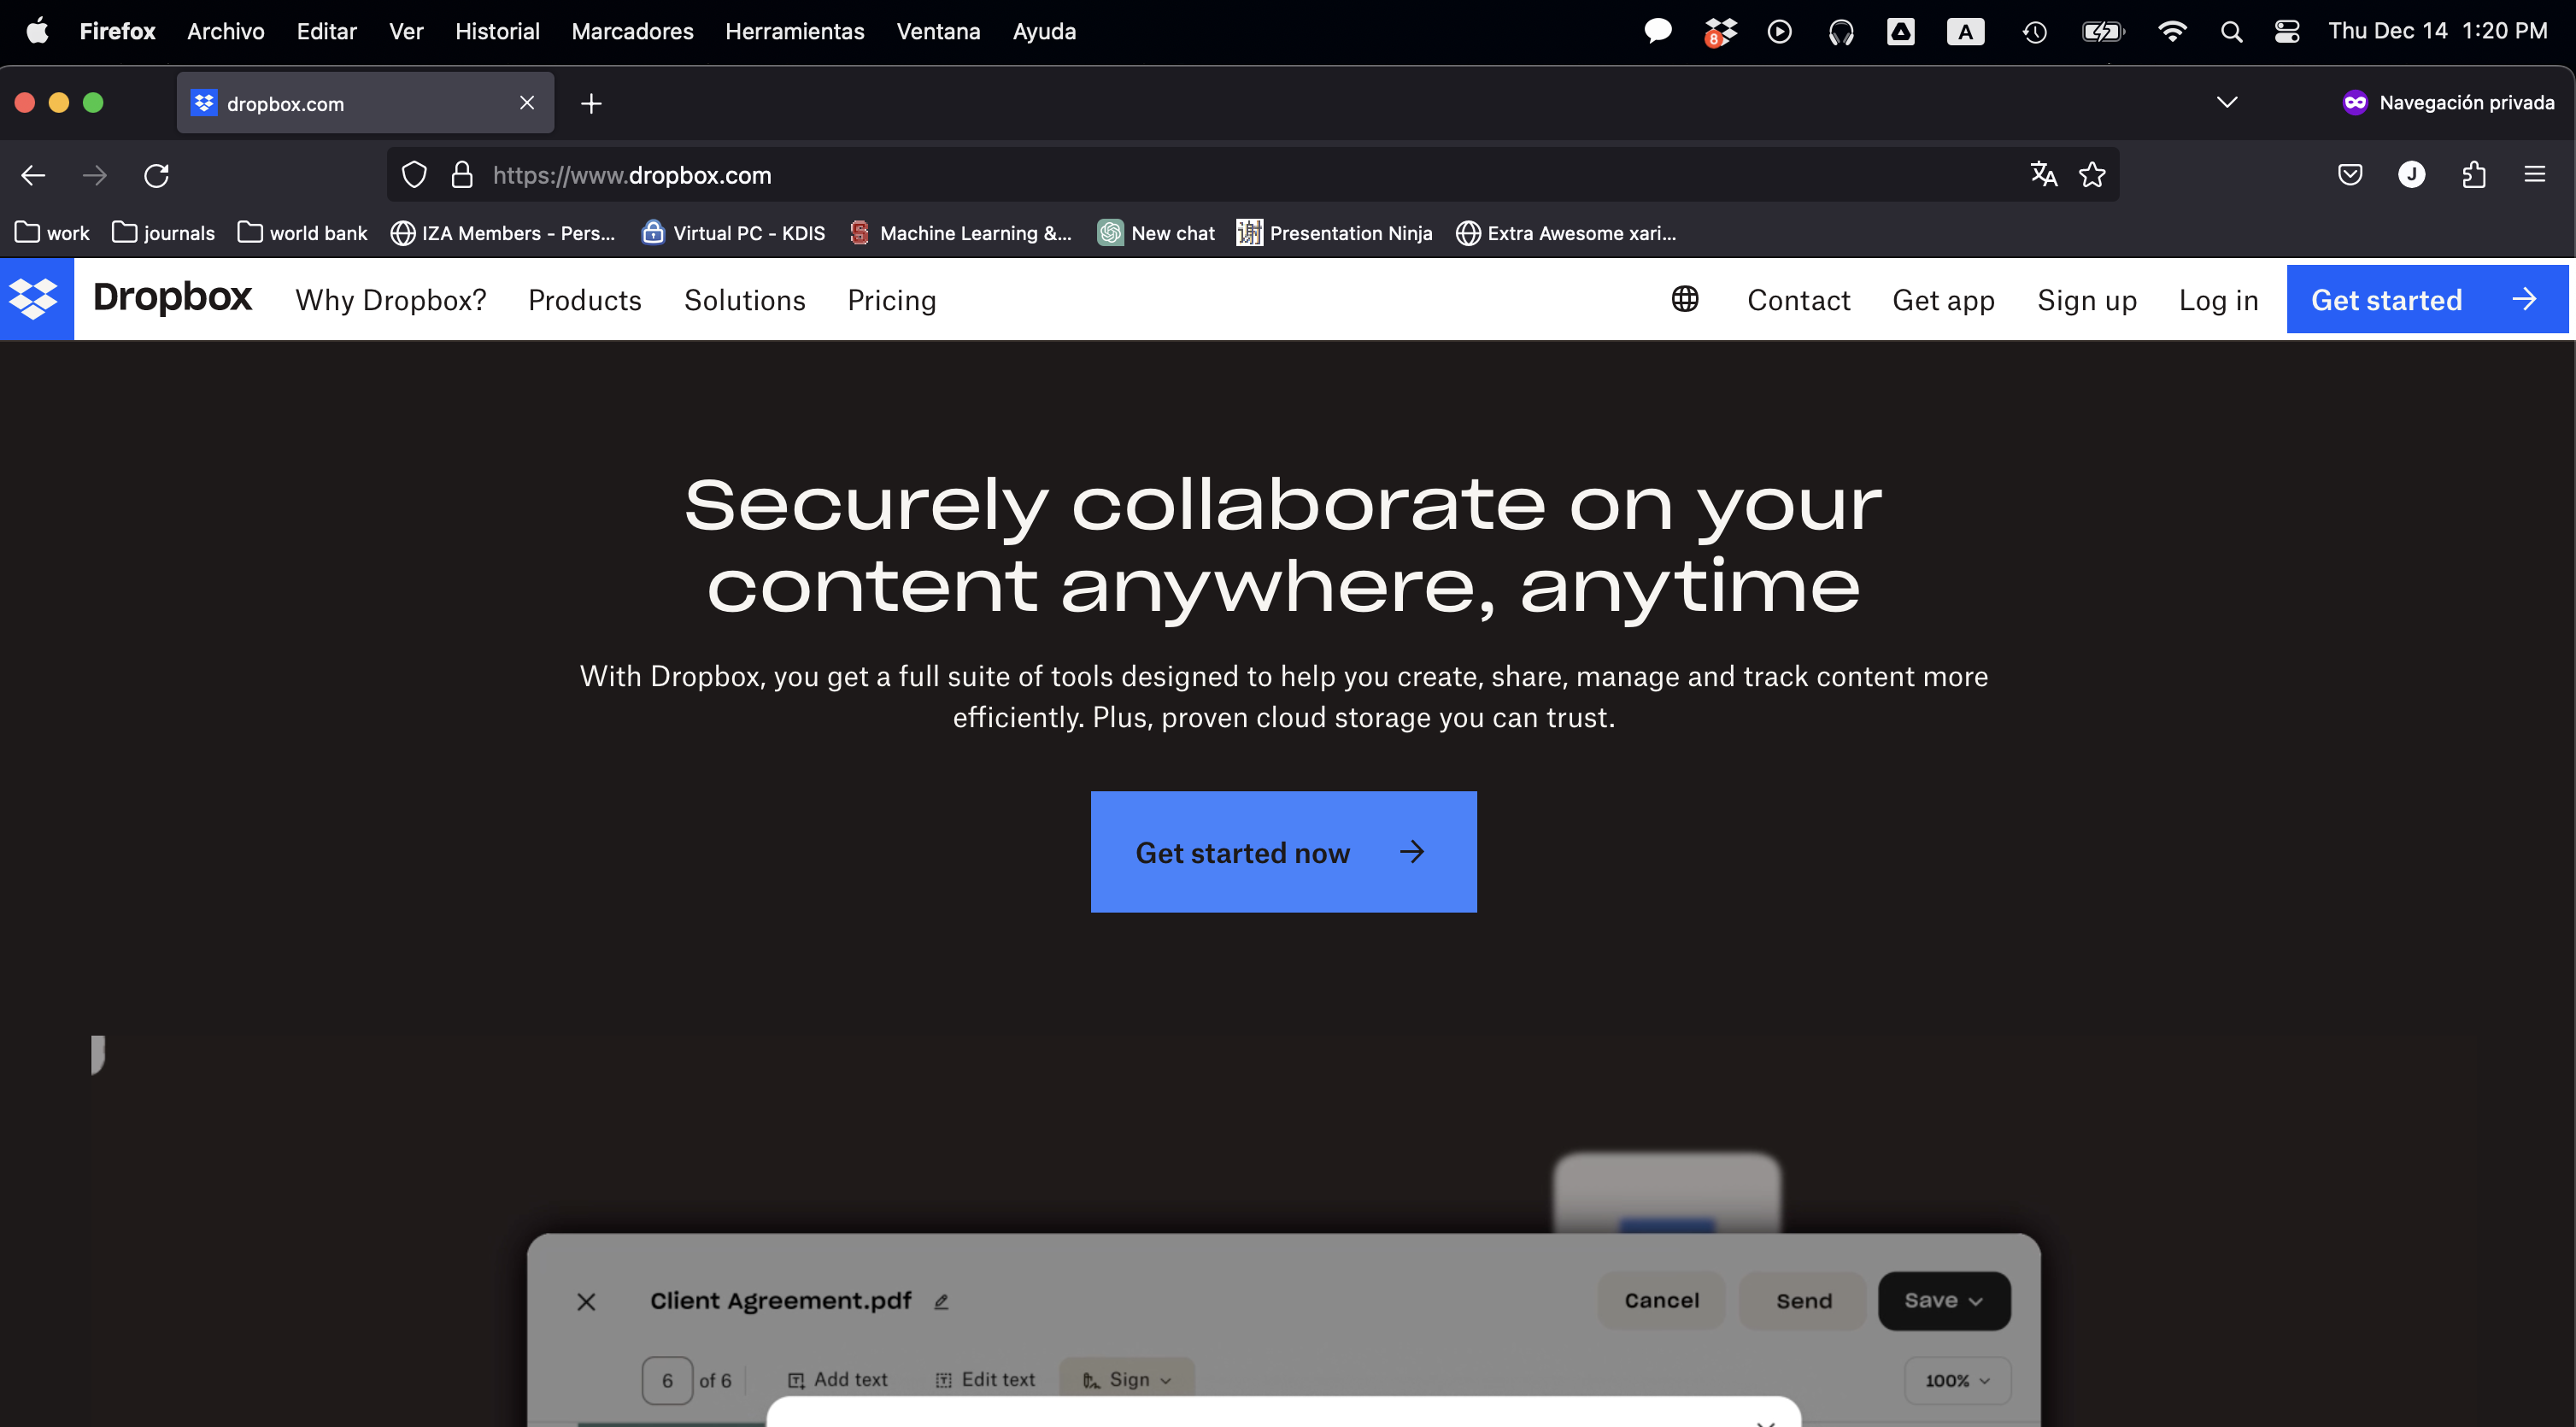 Firefox Archivo Editar Ver Historial Marcadores Herramientas Ventana Ayuda 8 A Thu Dec 14 1:20 PM
dropbox.com Navegación privada
https://www.dropbox.com J
work journals world bank IZA Members - Pers... Virtual PC - KDIS Machine Learning &... New chat Presentation Ninja Extra Awesome xari...
Dropbox Why Dropbox? Products Solutions Pricing Contact Get app Sign up Log in Get started
Securely collaborate on your
content anywhere, anytime
With Dropbox, you get a full suite of tools designed to help you create, share, manage and track content more
efficiently. Plus, proven cloud storage you can trust.
Get started now
Client Agreement.pdf Cancel Send Save
6 of 6 Add text Edit text Sign 100%